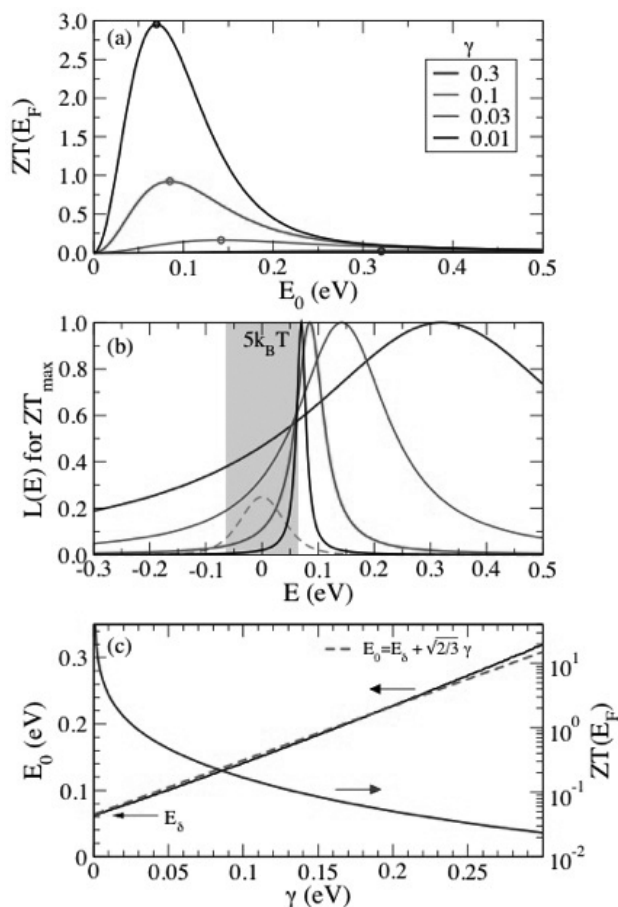 (a)
γ
0.3
0.1
0.03
0.01
ZT(E_F)
3.0
2.5
2.0
1.5
1.0
0.5
0.0
0 0.1 0.2 0.3 0.4 0.5
E_0 (eV)
(b)
5k_BT
L(E) for ZT_max
1.0
0.8
0.6
0.4
0.2
0.0
-0.3 -0.2 -0.1 0 0.1 0.2 0.3 0.4 0.5
E (eV)
(c)
E_0=E_δ + √2/3 γ
E_0 (eV)
0.3
0.2
0.1
0
E_δ
ZT(E_F)
10^1
10^0
10^-1
10^-2
0 0.05 0.1 0.15 0.2 0.25
γ (eV)